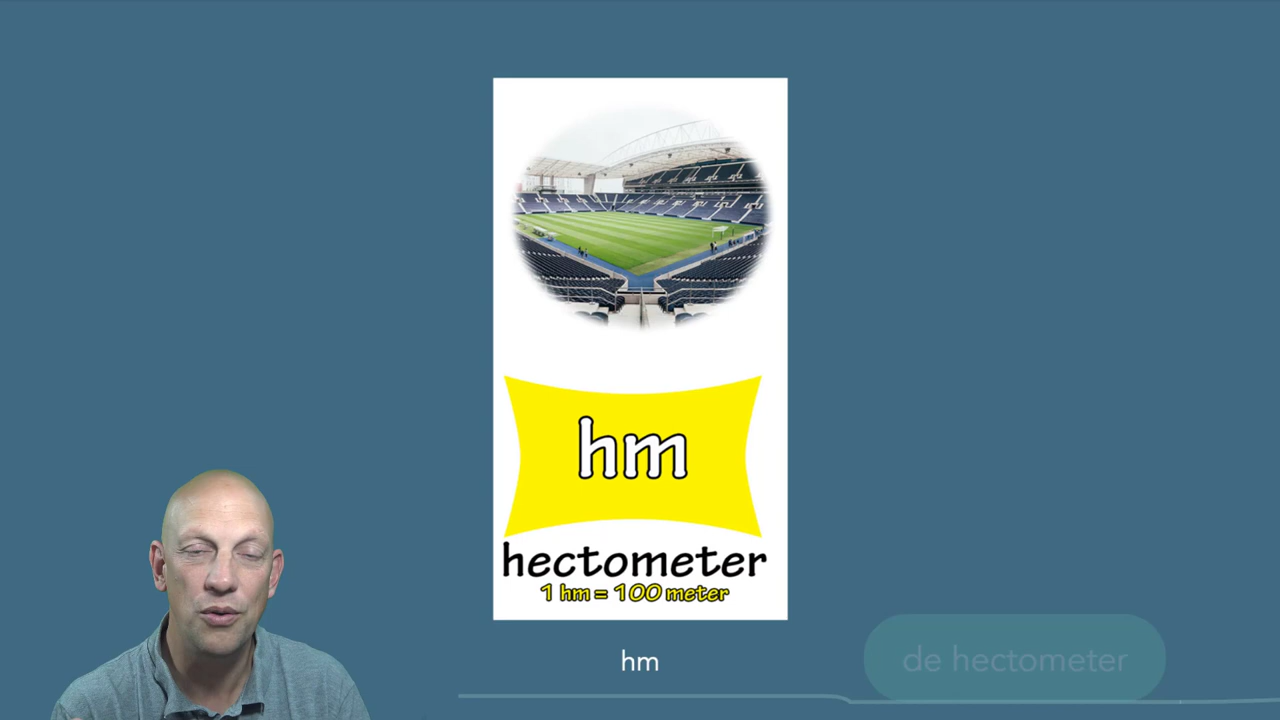 hm
hectometer
1 hm = 100 meter
hm
de hectometer